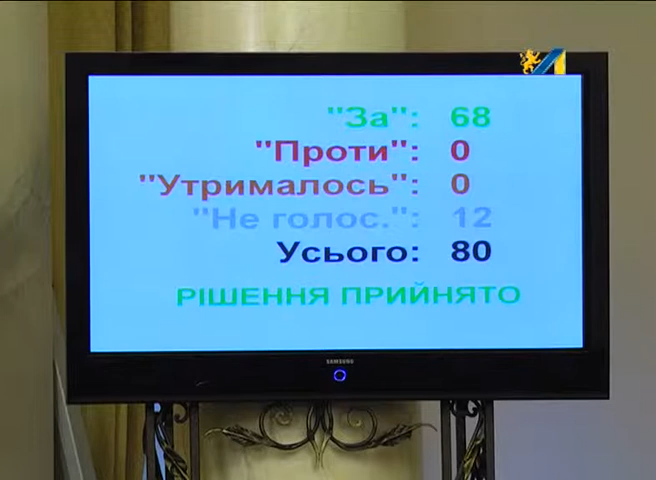 "За": 68
"Проти": 0
"Утрималось": 0
"Не голос.": 12
Усього: 80
РІШЕННЯ ПРИЙНЯТО
SAMSUNG